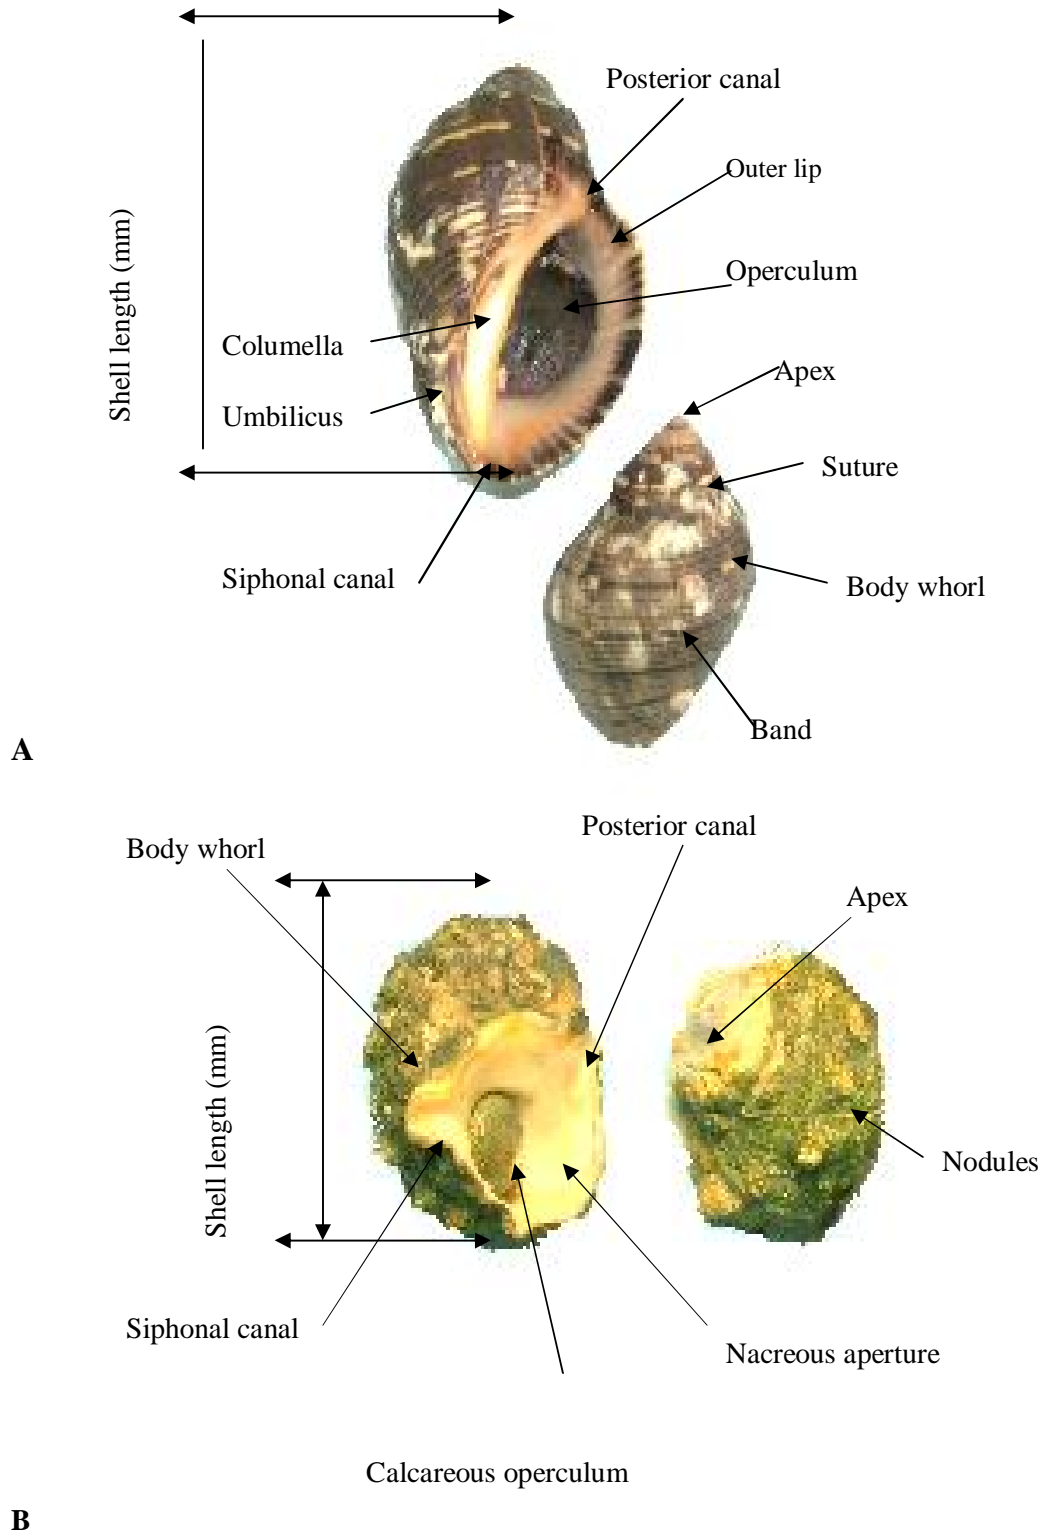 Posterior canal
Outer lip
Operculum
Shell length (mm)
Columella
Apex
Umbilicus
Suture
Siphonal canal
Body whorl
Band
A
Posterior canal
Body whorl
Apex
Shell length (mm)
Nodules
Siphonal canal
Nacreous aperture
Calcareous operculum
B